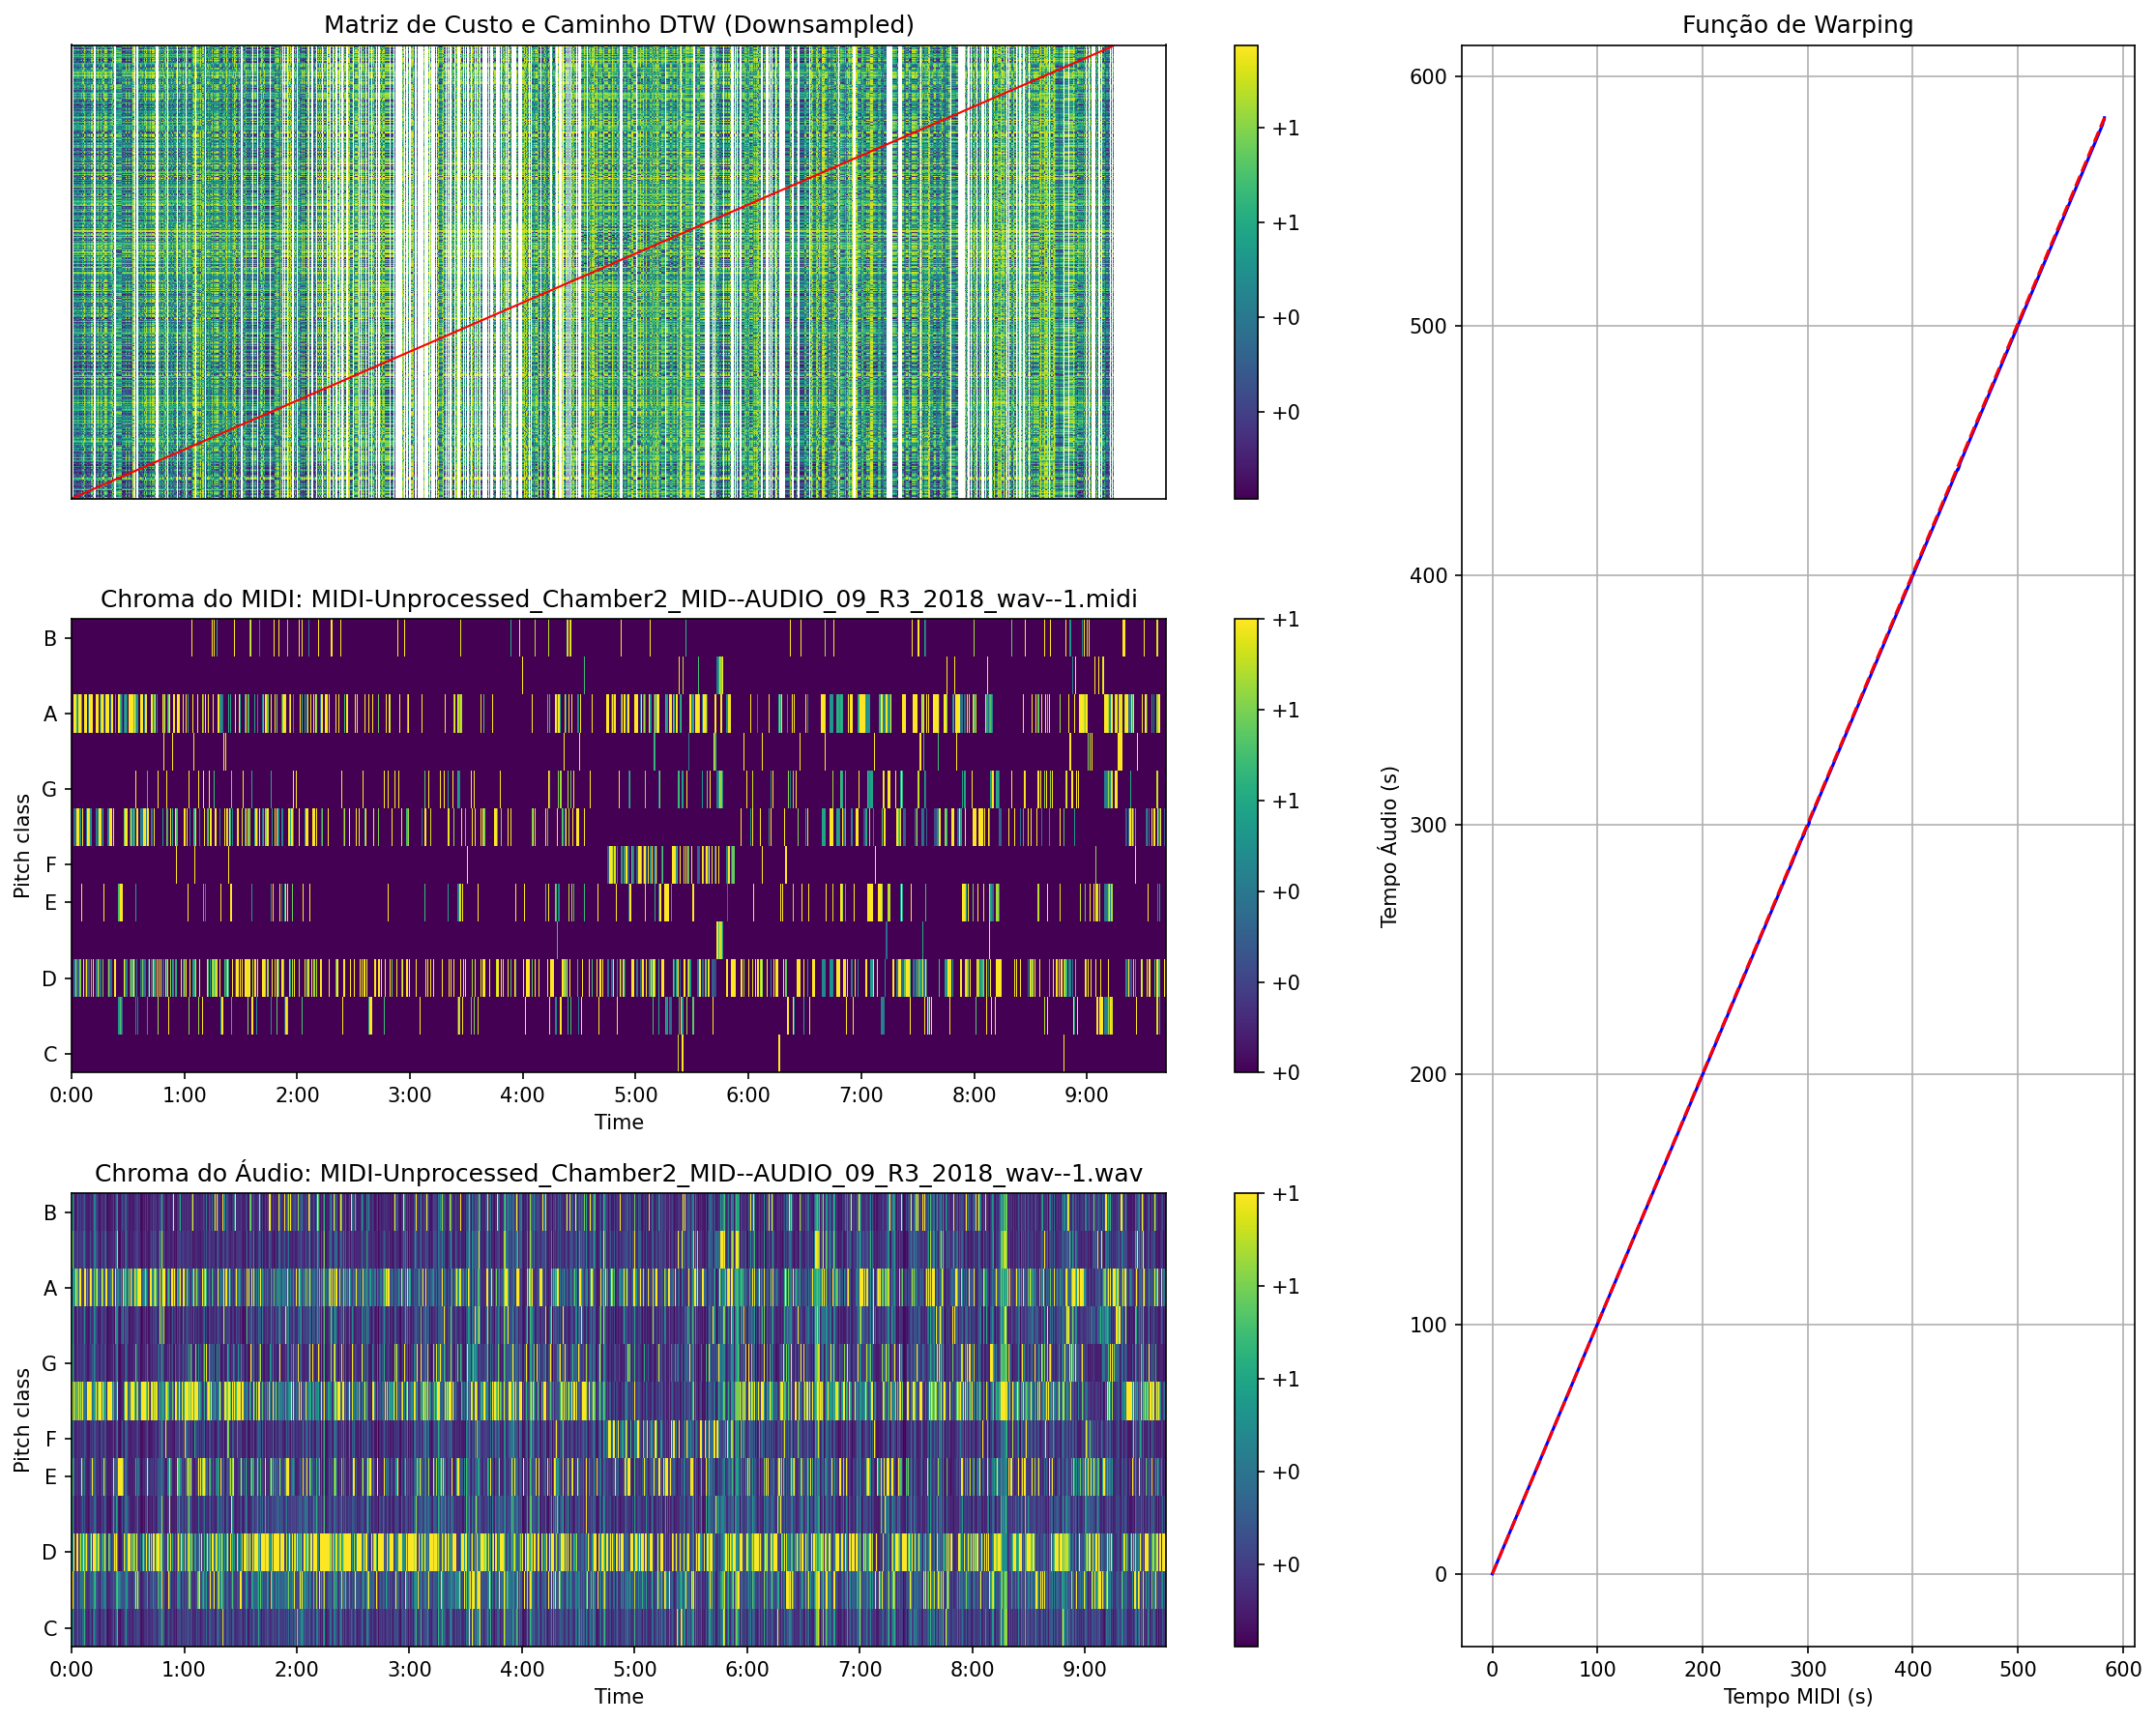 Matriz de Custo e Caminho DTW (Downsampled)
+1
+1
+0
+0
Chroma do MIDI: MIDI-Unprocessed_Chamber2_MID--AUDIO_09_R3_2018_wav--1.midi
Pitch class
B
A
G
F
E
D
C
0:00 1:00 2:00 3:00 4:00 5:00 6:00 7:00 8:00 9:00
Time
+1
+1
+1
+0
+0
+0
Chroma do Áudio: MIDI-Unprocessed_Chamber2_MID--AUDIO_09_R3_2018_wav--1.wav
Pitch class
B
A
G
F
E
D
C
0:00 1:00 2:00 3:00 4:00 5:00 6:00 7:00 8:00 9:00
Time
+1
+1
+1
+0
+0
Função de Warping
Tempo Áudio (s)
600
500
400
300
200
100
0
0 100 200 300 400 500 600
Tempo MIDI (s)